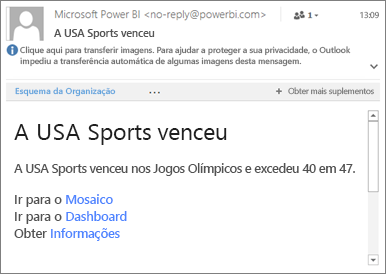 Microsoft Power BI <no-reply@powerbi.com>
1
13:09
A USA Sports venceu
Clique aqui para transferir imagens. Para ajudar a proteger a sua privacidade, o Outlook
impediu a transferência automática de algumas imagens desta mensagem.
Esquema da Organização
...
+ Obter mais suplementos
A USA Sports venceu
A USA Sports venceu nos Jogos Olímpicos e excedeu 40 em 47.
Ir para o Mosaico
Ir para o Dashboard
Obter Informações